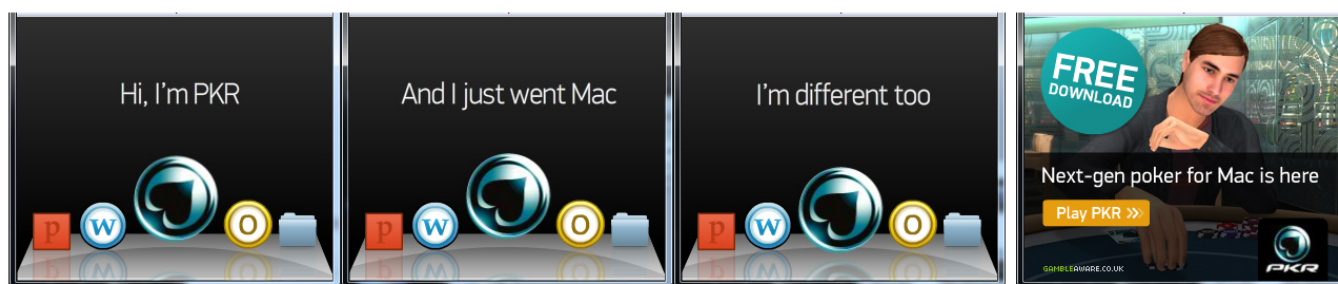 Hi, I'm PKR
p
w
O
And I just went Mac
p
w
O
I'm different too
p
w
O
FREE
DOWNLOAD
Next-gen poker for Mac is here
Play PKR >>>
GAMBLEAWARE.CO.UK
PKR